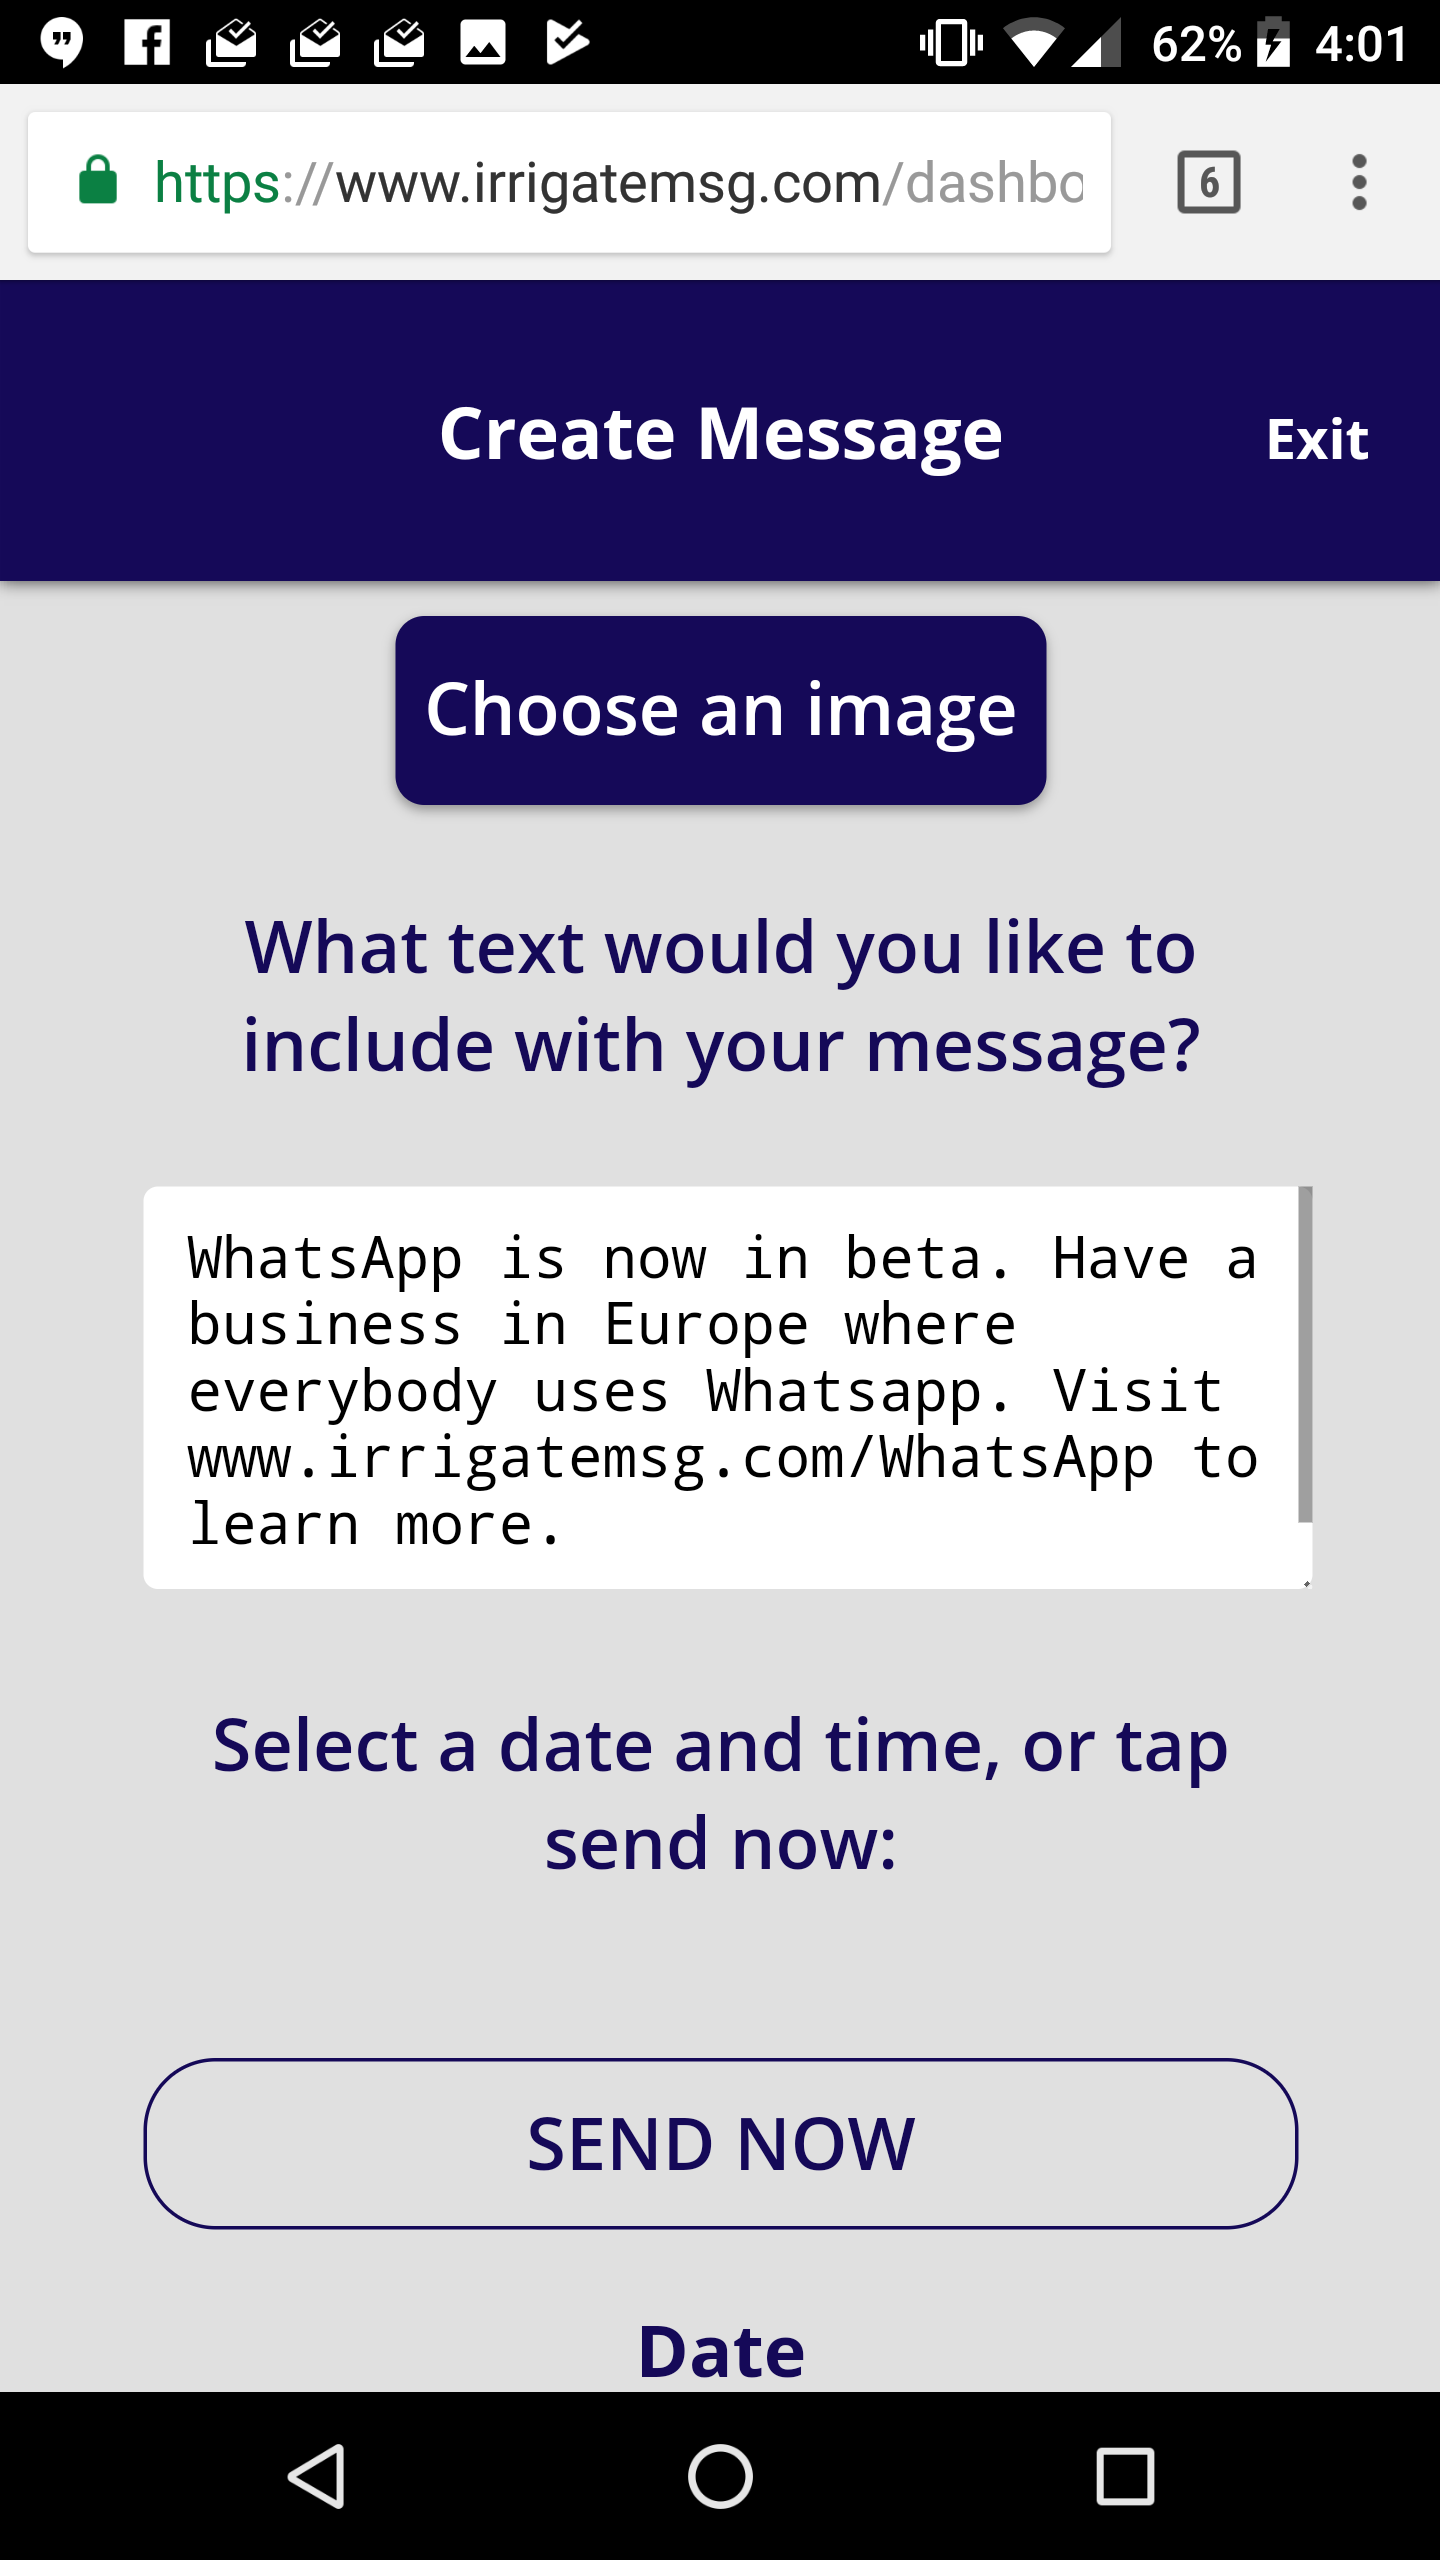 62% 4:01
https://www.irrigatemsg.com/dashbo
6
Create Message
Exit
Choose an image
What text would you like to
include with your message?
WhatsApp is now in beta. Have a
business in Europe where
everybody uses Whatsapp. Visit
www.irrigatemsg.com/WhatsApp to
learn more.
Select a date and time, or tap
send now:
SEND NOW
Date